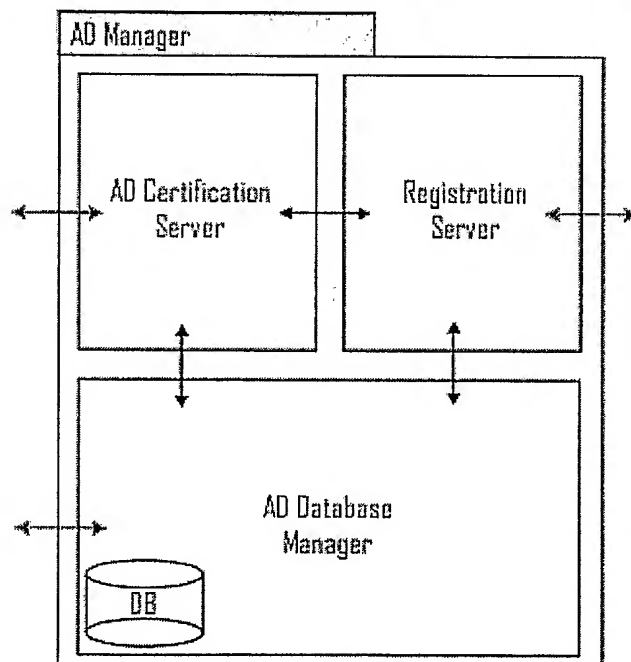 AD Manager
AD Certification
Server
Registration
Server
AD Database
Manager
DB